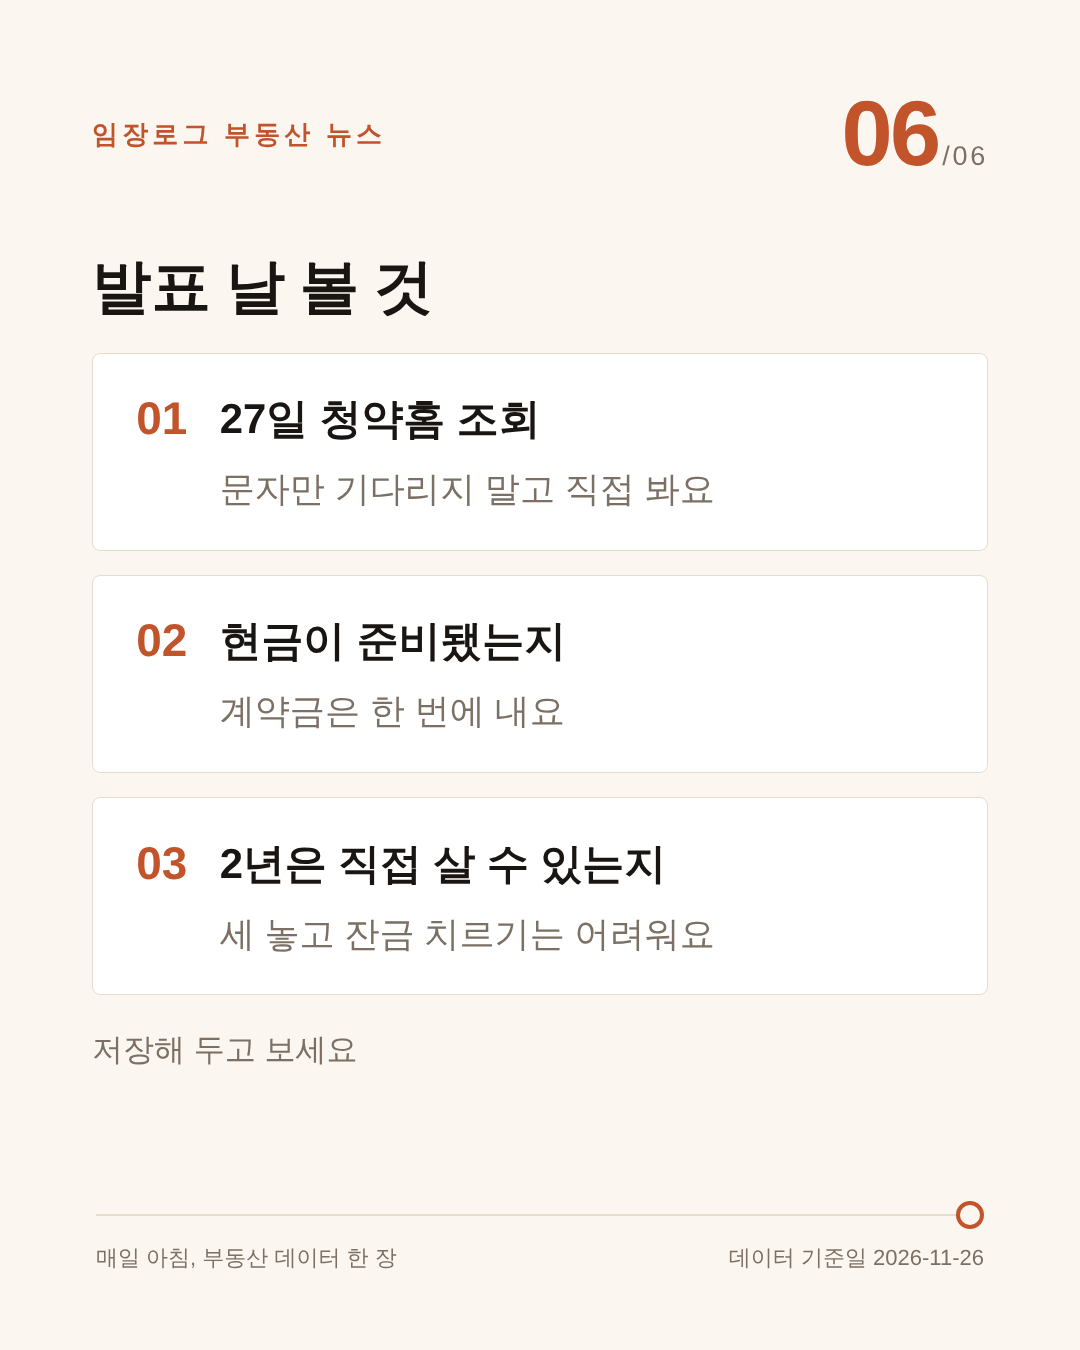 임장로그 부동산 뉴스
06/06
발표 날 볼 것
01 27일 청약홈 조회
문자만 기다리지 말고 직접 봐요
02 현금이 준비됐는지
계약금은 한 번에 내요
03 2년은 직접 살 수 있는지
세 놓고 잔금 치르기는 어려워요
저장해 두고 보세요
매일 아침, 부동산 데이터 한 장
데이터 기준일 2026-11-26